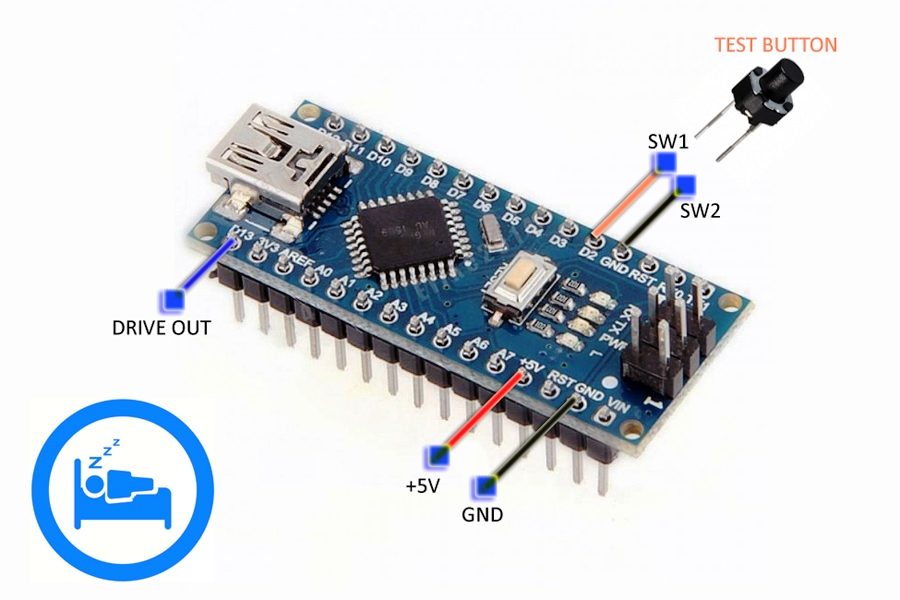 TEST BUTTON
SW1
SW2
D12 D11 D10 D9 D8 D7 D6 D5 D4 D3 D2 GND RST
D13 3V3 AREF A0 A1 A2 A3 A4 A5 A6 A7 +5V RST GND VIN
TX PWR L
1
DRIVE OUT
+5V
GND
z z z